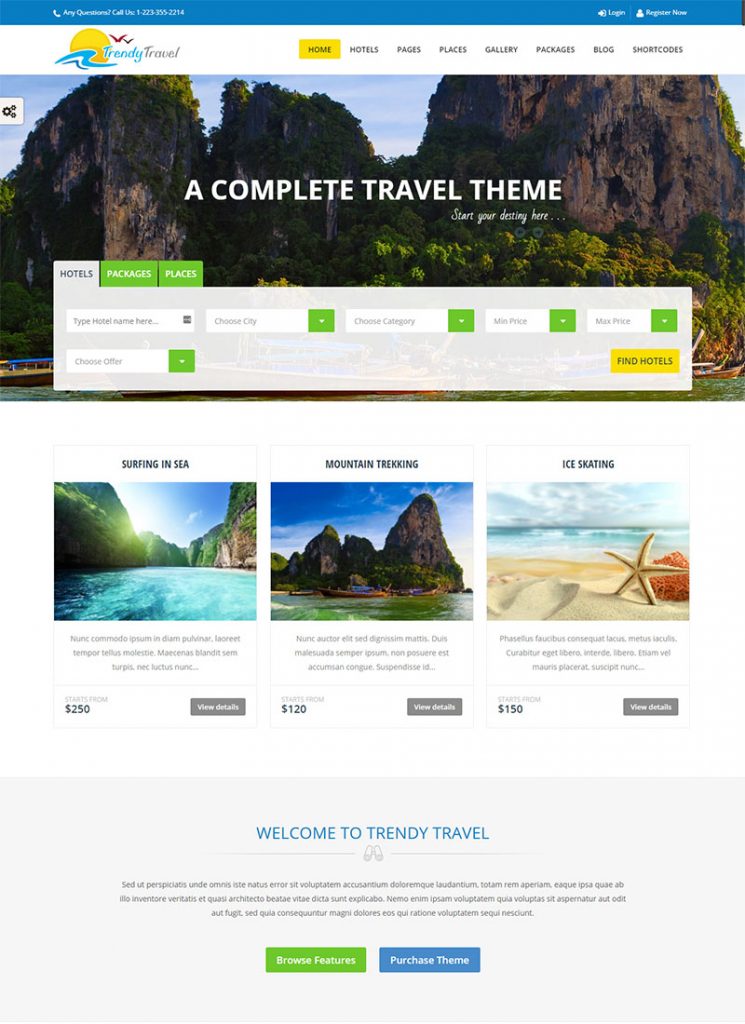 Any Questions? Call Us: 1-223-355-2214
Login
Register Now
TrendyTravel
HOME
HOTELS
PAGES
PLACES
GALLERY
PACKAGES
BLOG
SHORTCODES
A COMPLETE TRAVEL THEME
Start your destiny here . . .
HOTELS
PACKAGES
PLACES
Type Hotel name here...
Choose City
Choose Category
Min Price
Max Price
Choose Offer
FIND HOTELS
SURFING IN SEA
Nunc commodo ipsum in diam pulvinar, laoreet
tempor tellus molestie. Maecenas blandit sem
turpis, nec luctus nunc...
STARTS FROM
$250
View details
MOUNTAIN TREKKING
Nunc auctor elit sed dignissim mattis. Duis
malesuada semper ipsum, non posuere est
accumsan congue. Suspendisse id...
STARTS FROM
$120
View details
ICE SKATING
Phasellus faucibus consequat lacus, metus iaculis.
Curabitur eget libero, interde, libero. Etiam vel
mauris placerat, suscipit nunc...
STARTS FROM
$150
View details
WELCOME TO TRENDY TRAVEL
Sed ut perspiciatis unde omnis iste natus error sit voluptatem accusantium doloremque laudantium, totam rem aperiam, eaque ipsa quae ab
illo inventore veritatis et quasi architecto beatae vitae dicta sunt explicabo. Nemo enim ipsam voluptatem quia voluptas sit aspernatur aut odit
aut fugit, sed quia consequuntur magni dolores eos qui ratione voluptatem sequi nesciunt.
Browse Features
Purchase Theme